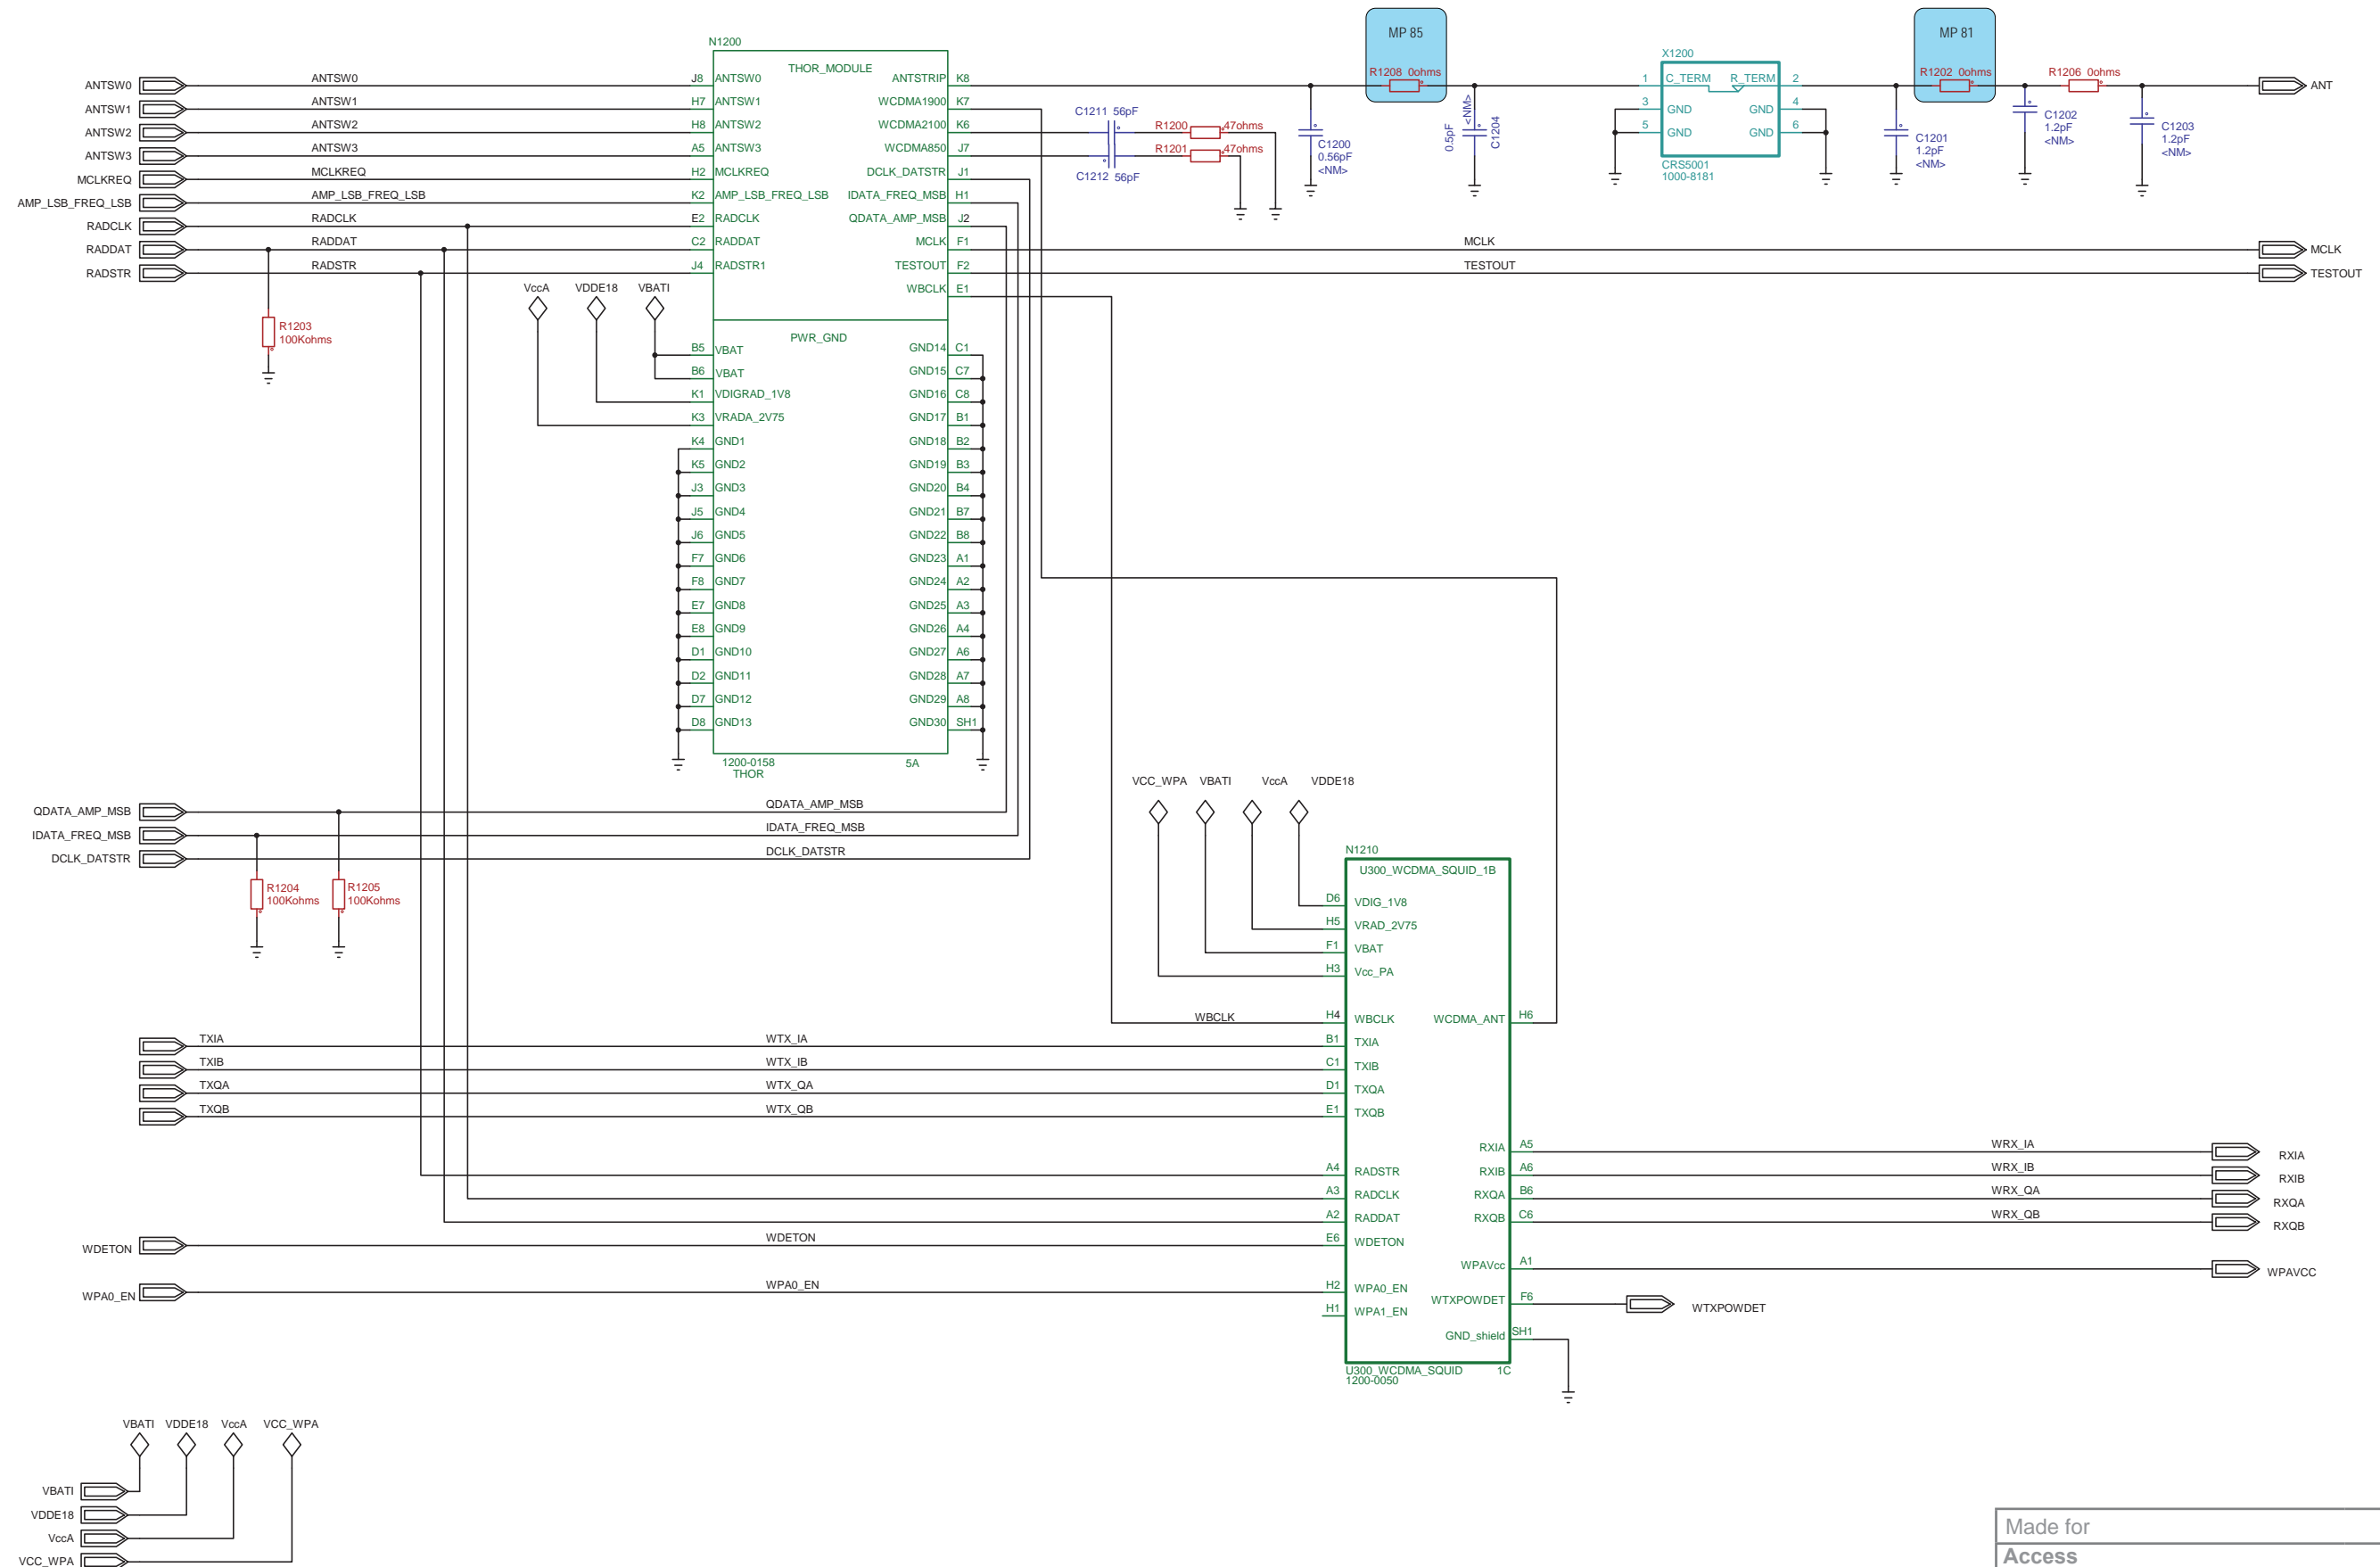 MP 85
MP 81
N1200
THOR_MODULE
ANTSW0 ANTSW0 J8 ANTSW0 ANTSTRIP K8
ANTSW1 ANTSW1 H7 ANTSW1 WCDMA1900 K7
ANTSW2 ANTSW2 H8 ANTSW2 WCDMA2100 K6
ANTSW3 ANTSW3 A5 ANTSW3 WCDMA850 J7
MCLKREQ MCLKREQ H2 MCLKREQ DCLK_DATSTR J1
AMP_LSB_FREQ_LSB AMP_LSB_FREQ_LSB K2 AMP_LSB_FREQ_LSB IDATA_FREQ_MSB H1
RADCLK RADCLK E2 RADCLK QDATA_AMP_MSB J2
RADDAT RADDAT C2 RADDAT MCLK F1 MCLK MCLK
RADSTR RADSTR J4 RADSTR1 TESTOUT F2 TESTOUT TESTOUT
WBCLK E1
C1211 56pF
R1200 47ohms
R1201 47ohms
C1212 56pF
R1208 0ohms
C1200
0.56pF
<NM>
0.5pF
<NM>
C1204
X1200
1 C_TERM R_TERM 2
3 GND GND 4
5 GND GND 6
CRS5001
1000-8181
R1202 0ohms
R1206 0ohms
ANT
C1201
1.2pF
<NM>
C1202
1.2pF
<NM>
C1203
1.2pF
<NM>
R1203
100Kohms
VccA VDDE18 VBATI
PWR_GND
B5 VBAT GND14 C1
B6 VBAT GND15 C7
K1 VDIGRAD_1V8 GND16 C8
K3 VRADA_2V75 GND17 B1
K4 GND1 GND18 B2
K5 GND2 GND19 B3
J3 GND3 GND20 B4
J5 GND4 GND21 B7
J6 GND5 GND22 B8
F7 GND6 GND23 A1
F8 GND7 GND24 A2
E7 GND8 GND25 A3
E8 GND9 GND26 A4
D1 GND10 GND27 A6
D2 GND11 GND28 A7
D7 GND12 GND29 A8
D8 GND13 GND30 SH1
1200-0158 5A
THOR
QDATA_AMP_MSB QDATA_AMP_MSB
IDATA_FREQ_MSB IDATA_FREQ_MSB
DCLK_DATSTR DCLK_DATSTR
R1204
100Kohms
R1205
100Kohms
VCC_WPA VBATI VccA VDDE18
N1210
U300_WCDMA_SQUID_1B
D6 VDIG_1V8
H5 VRAD_2V75
F1 VBAT
H3 Vcc_PA
WBCLK H4 WBCLK WCDMA_ANT H6
TXIA WTX_IA B1 TXIA
TXIB WTX_IB C1 TXIB
TXQA WTX_QA D1 TXQA
TXQB WTX_QB E1 TXQB
RXIA A5 WRX_IA RXIA
A4 RADSTR RXIB A6 WRX_IB RXIB
A3 RADCLK RXQA B6 WRX_QA RXQA
A2 RADDAT RXQB C6 WRX_QB RXQB
WDETON WDETON E6 WDETON
WPAVcc A1 WPAVCC
WPA0_EN WPA0_EN H2 WPA0_EN
WTXPOWDET F6 WTXPOWDET
H1 WPA1_EN
GND_shield SH1
U300_WCDMA_SQUID 1C
1200-0050
VBATI VDDE18 VccA VCC_WPA
VBATI
VDDE18
VccA
VCC_WPA
Made for
Access